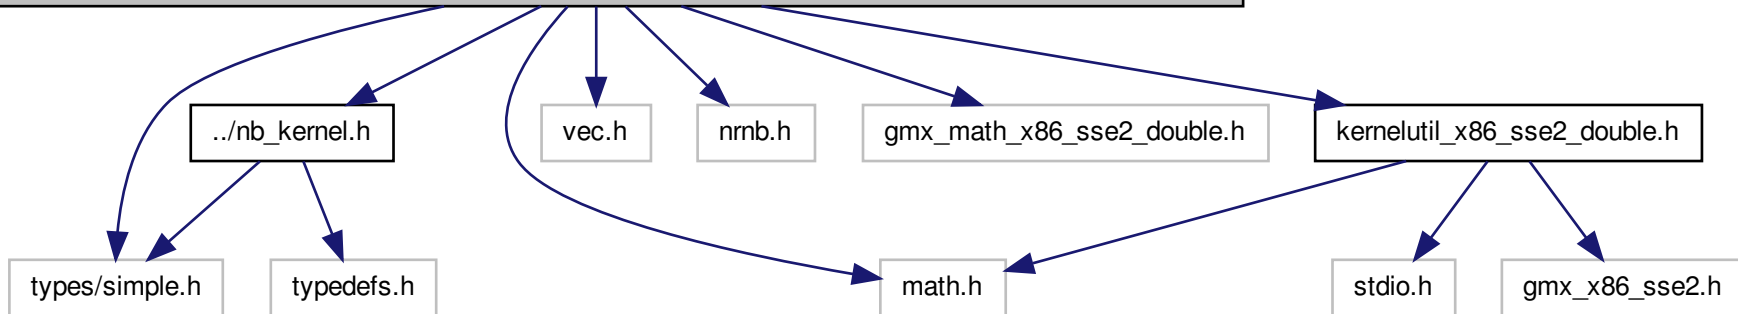 ../nb_kernel.h
vec.h
nrnb.h
gmx_math_x86_sse2_double.h
kernelutil_x86_sse2_double.h
types/simple.h
typedefs.h
math.h
stdio.h
gmx_x86_sse2.h